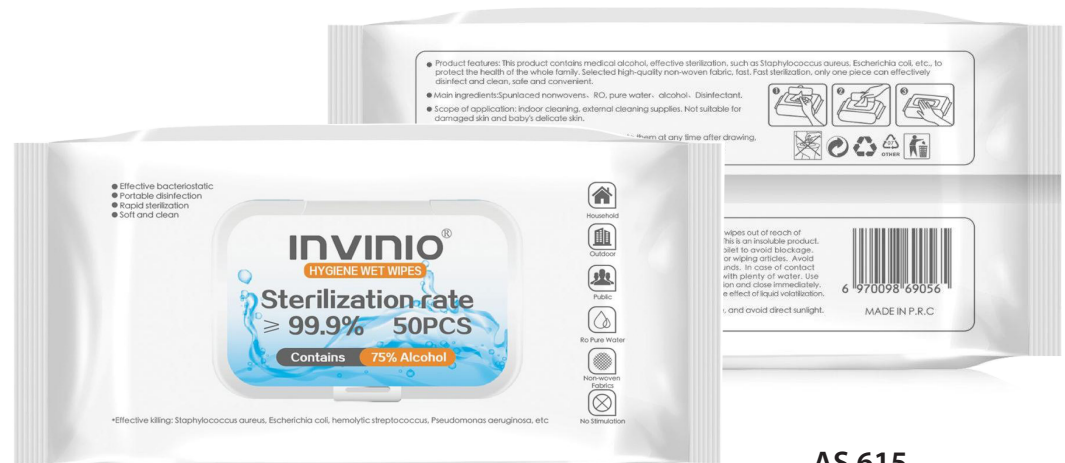 • Product features: This product contains medical alcohol, effective sterilization, such as Staphylococcus aureus, Escherichia coli, etc., to
protect the health of the whole family. Selected high-quality non-woven fabric, fast. Fast sterilization, only one piece can effectively
disinfect and clean, safe and convenient.
• Main ingredients:Spunlaced nonwovens、RO, pure water、alcohol、Disinfectant.
• Scope of application: Indoor cleaning, external cleaning supplies. Not suitable for
damaged skin and baby's delicate skin.
them at any time after drawing,
1 2 3
07
OTHER
wipes out of reach of
This is an insoluble product.
toilet to avoid blockage.
or wiping articles. Avoid
In case of contact
with plenty of water. Use
and close immediately.
effect of liquid volatilization.
and avoid direct sunlight.
6 970098 69056
MADE IN P.R.C
• Effective bacteriostatic
• Portable disinfection
• Rapid sterilization
• Soft and clean
INVINIO®
HYGIENE WET WIPES
Sterilization rate
≥ 99.9% 50PCS
Contains 75% Alcohol
Household
Outdoor
Public
Ro Pure Water
Non-woven
Fabrics
No Stimulation
*Effective killing: Staphylococcus aureus, Escherichia coli, hemolytic streptococcus, Pseudomonas aeruginosa, etc
AS 615